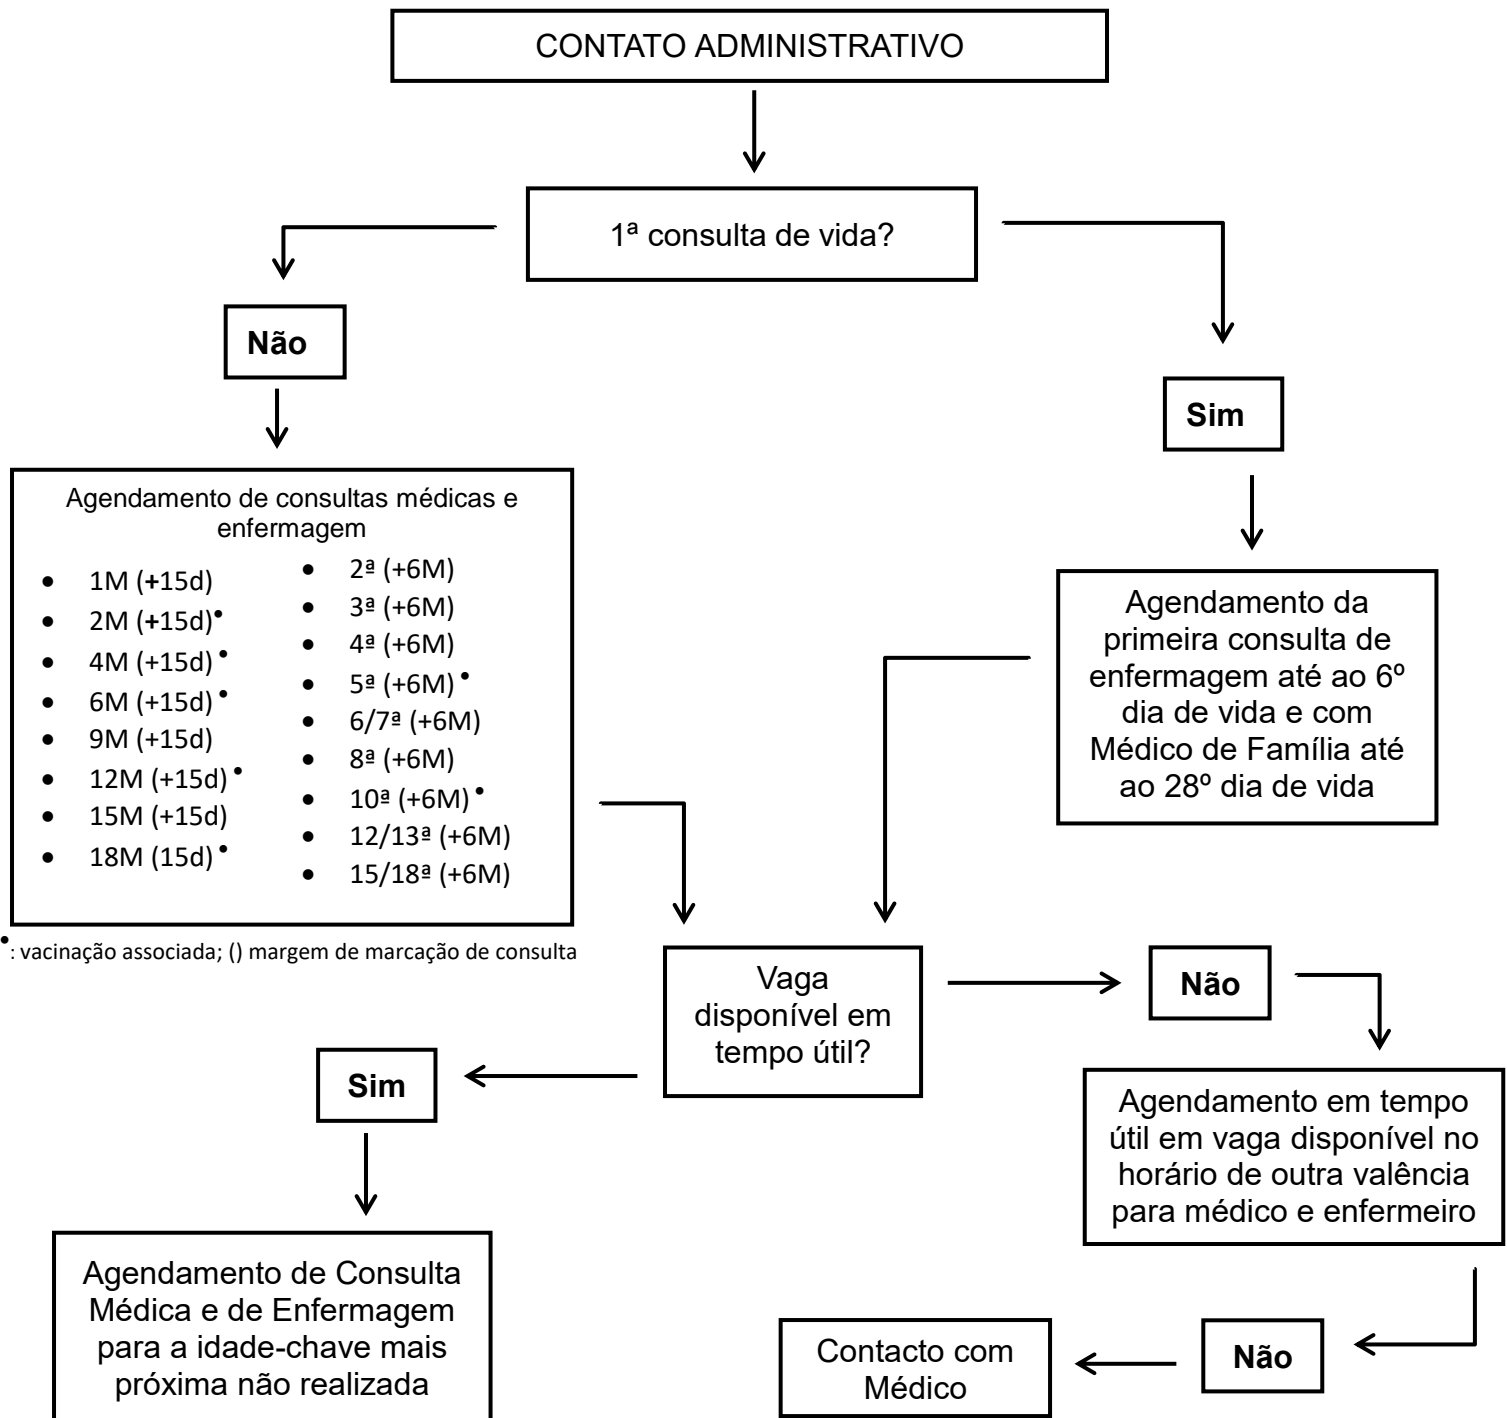 CONTATO ADMINISTRATIVO
1ª consulta de vida?
Não
Sim
Agendamento de consultas médicas e
enfermagem
• 1M (+15d)
• 2M (+15d)•
• 4M (+15d) •
• 6M (+15d) •
• 9M (+15d)
• 12M (+15d) •
• 15M (+15d)
• 18M (15d) •
• 2ª (+6M)
• 3ª (+6M)
• 4ª (+6M)
• 5ª (+6M) •
• 6/7ª (+6M)
• 8ª (+6M)
• 10ª (+6M) •
• 12/13ª (+6M)
• 15/18ª (+6M)
•: vacinação associada; () margem de marcação de consulta
Agendamento da
primeira consulta de
enfermagem até ao 6º
dia de vida e com
Médico de Família até
ao 28º dia de vida
Vaga
disponível em
tempo útil?
Não
Sim
Agendamento em tempo
útil em vaga disponível no
horário de outra valência
para médico e enfermeiro
Agendamento de Consulta
Médica e de Enfermagem
para a idade-chave mais
próxima não realizada
Contacto com
Médico
Não